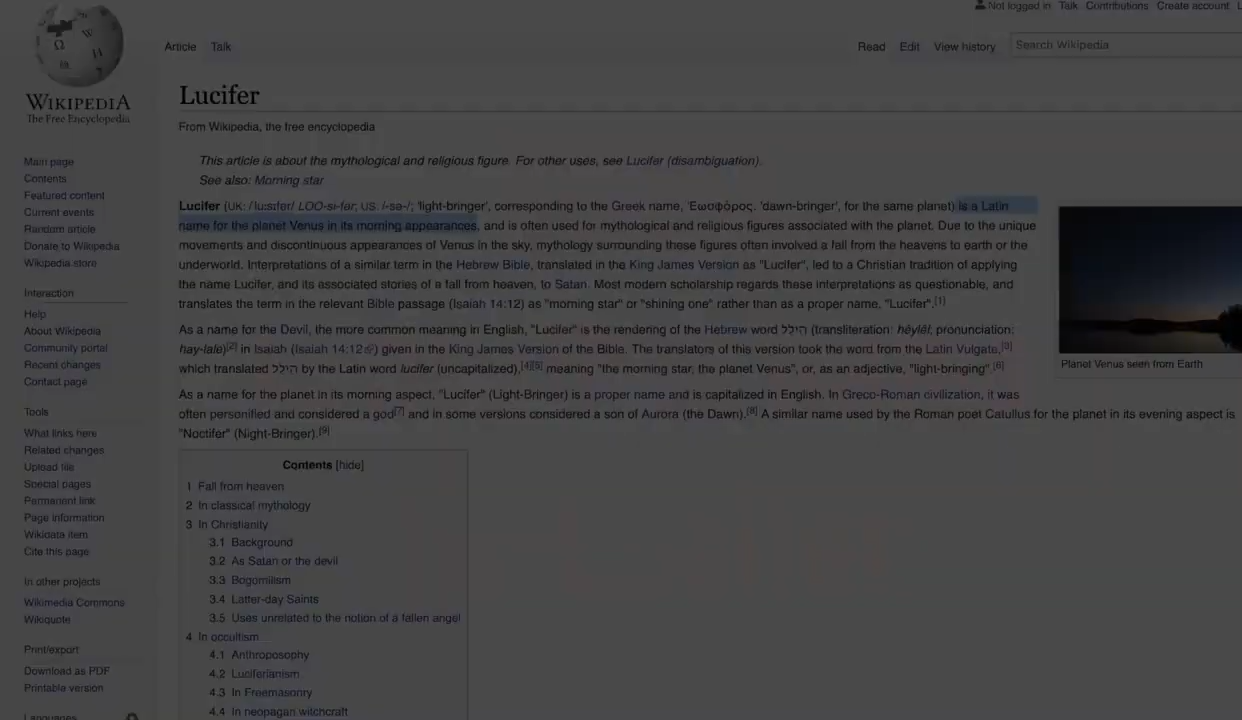 Not logged in Talk Contributions Create account
Article Talk
Read Edit View history
Search Wikipedia
WIKIPEDIA
The Free Encyclopedia
Lucifer
From Wikipedia, the free encyclopedia
This article is about the mythological and religious figure. For other uses, see Lucifer (disambiguation).
See also: Morning star
Lucifer (UK: /ˈluːsɪfər/ LOO-si-fər; US: /-sə-/; 'light-bringer', corresponding to the Greek name, 'Εωσφόρος, 'dawn-bringer', for the same planet) is a Latin
name for the planet Venus in its morning appearances, and is often used for mythological and religious figures associated with the planet. Due to the unique
movements and discontinuous appearances of Venus in the sky, mythology surrounding these figures often involved a fall from the heavens to earth or the
underworld. Interpretations of a similar term in the Hebrew Bible, translated in the King James Version as "Lucifer", led to a Christian tradition of applying
the name Lucifer, and its associated stories of a fall from heaven, to Satan. Most modern scholarship regards these interpretations as questionable, and
translates the term in the relevant Bible passage (Isaiah 14:12) as "morning star" or "shining one" rather than as a proper name, "Lucifer".[1]
As a name for the Devil, the more common meaning in English, "Lucifer" is the rendering of the Hebrew word הֵילֵל (transliteration: hêylêl; pronunciation:
hay-lale)[2] in Isaiah (Isaiah 14:12) given in the King James Version of the Bible. The translators of this version took the word from the Latin Vulgate,[3]
which translated הֵילֵל by the Latin word lucifer (uncapitalized),[4][5] meaning "the morning star, the planet Venus", or, as an adjective, "light-bringing".[6]
As a name for the planet in its morning aspect, "Lucifer" (Light-Bringer) is a proper name and is capitalized in English. In Greco-Roman civilization, it was
often personified and considered a god[7] and in some versions considered a son of Aurora (the Dawn).[8] A similar name used by the Roman poet Catullus for the planet in its evening aspect is
"Noctifer" (Night-Bringer).[9]
Planet Venus seen from Earth
Main page
Contents
Featured content
Current events
Random article
Donate to Wikipedia
Wikipedia store
Interaction
Help
About Wikipedia
Community portal
Recent changes
Contact page
Tools
What links here
Related changes
Upload file
Special pages
Permanent link
Page information
Wikidata item
Cite this page
In other projects
Wikimedia Commons
Wikiquote
Print/export
Download as PDF
Printable version
Languages
Contents [hide]
1 Fall from heaven
2 In classical mythology
3 In Christianity
3.1 Background
3.2 As Satan or the devil
3.3 Bogomilism
3.4 Latter-day Saints
3.5 Uses unrelated to the notion of a fallen angel
4 In occultism
4.1 Anthroposophy
4.2 Luciferianism
4.3 In Freemasonry
4.4 In neopagan witchcraft